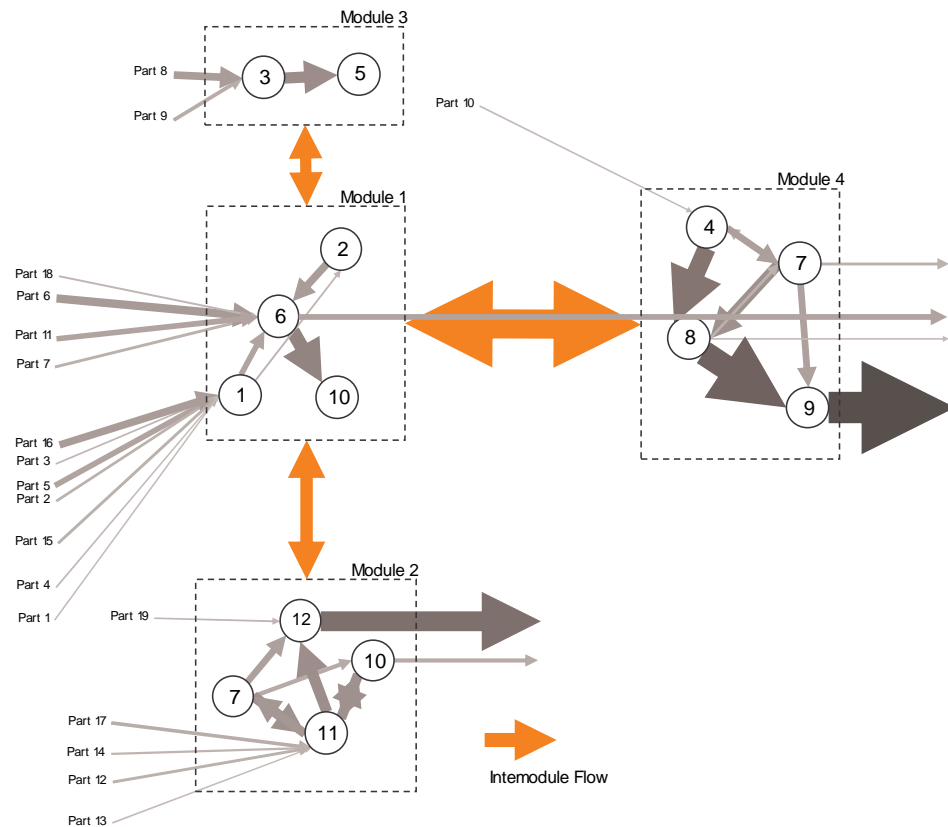 Module 3
Part 8
3
5
Part 9
Part 10
Module 4
Module 1
4
2
7
Part 18
Part 6
6
Part 11
8
Part 7
1
10
9
Part 16
Part 3
Part 5
Part 2
Part 15
Part 4
Part 1
Module 2
Part 19
12
10
7
11
Part 17
Part 14
Part 12
Part 13
Intemodule Flow